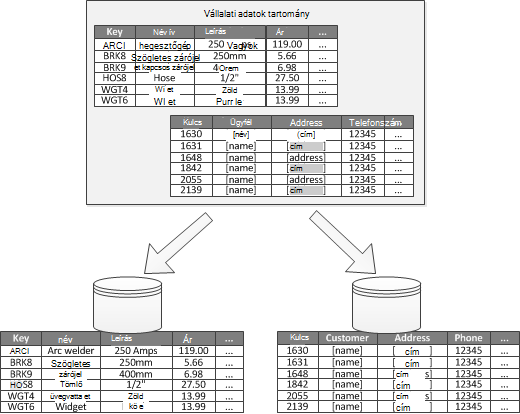 Vállalati adatok tartomány
Key Név ív Leírás Ár ...
ARCI hegesztőgép 250 119.00 ...
BRK8 Szögletes zárójel 250mm 5.66 ...
BRK9 et kapcsos zárójel 6.98 ...
HOS8 Hose 1/2" 27.50 ...
WGT4 Wi et Zöld 13.99 ...
WGT6 WI et Purr le 13.99 ...
Kulcs Ügyfél Address Telefonszám
1630 [név] (cím] 12345 ...
1631 [name] [cím ] 12345 ...
1648 [name] [address] 12345 ...
1842 [name] [cím ] 12345 ...
2055 [name] [address] 12345 ...
2139 [name] [cím ] 12345 ...
Key név Leírás Ár ...
ARCI Arc welder 250 Amps 119.00 ...
BRK8 Szögletes 250mm 5.66 ...
BRK9 zárójel 400mm 6.98 ...
HOS8 Tömlő 1/2" 27.50 ...
WGT4 üvegvatta et Zöld 13.99 ...
WGT6 Widget 13.99 ...
Kulcs Customer Address Phone ...
1630 [name] [ cím ] 12345 ...
1631 [name] [ cím ] 12345 ...
1648 [name] [cím s] 12345 ...
1842 [name] [cím ] 12345 ...
2055 [name] [cím s] 12345 ...
2139 [name] [cím ] 12345 ...